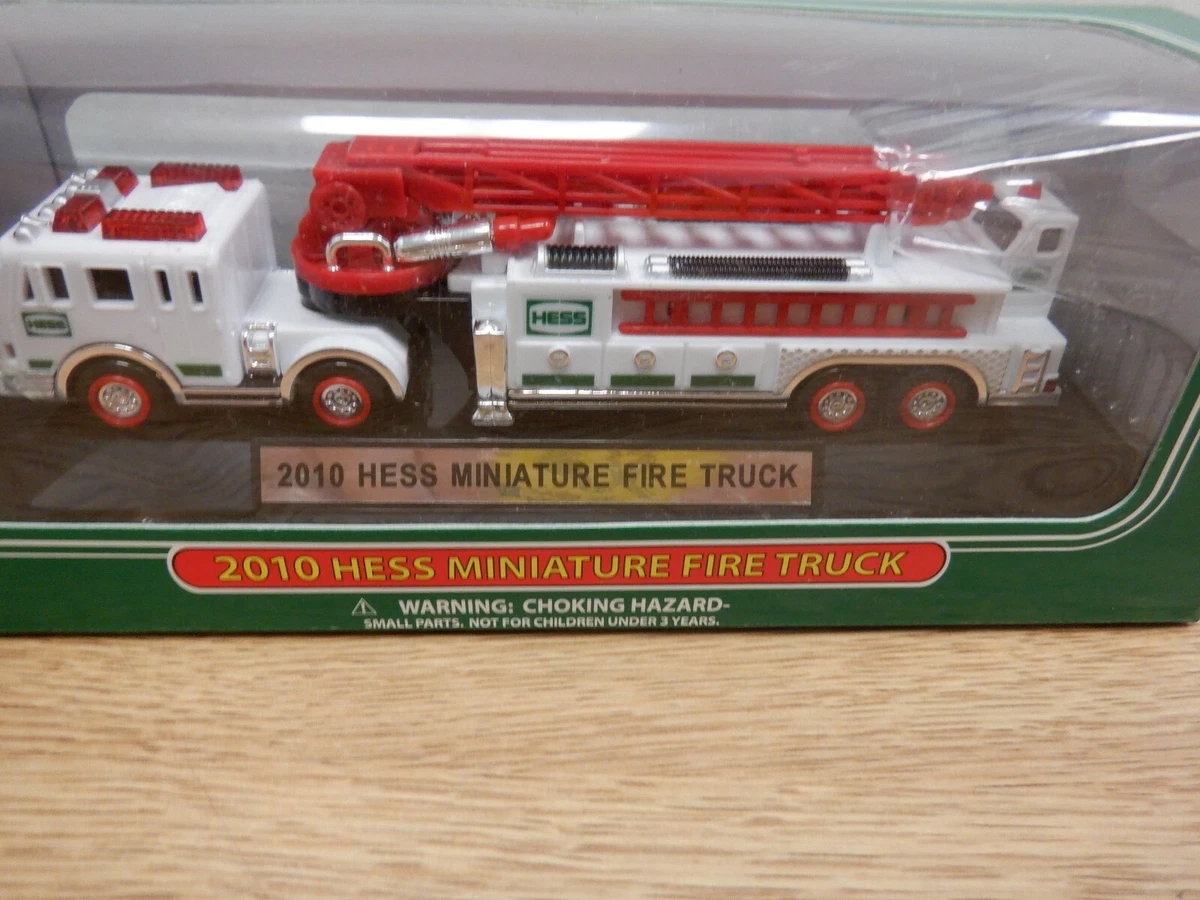 HESS
HESS
2010 HESS MINIATURE FIRE TRUCK
2010 HESS MINIATURE FIRE TRUCK
⚠ WARNING: CHOKING HAZARD-
SMALL PARTS. NOT FOR CHILDREN UNDER 3 YEARS.